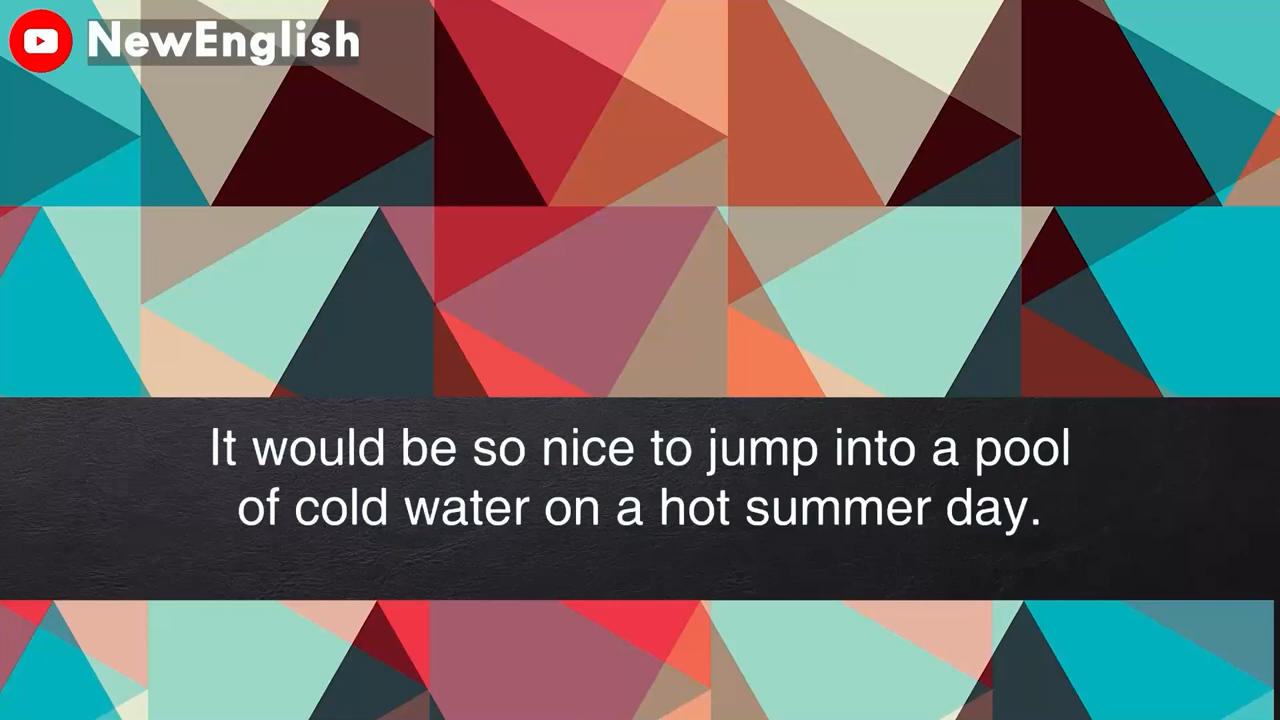 NewEnglish
It would be so nice to jump into a pool
of cold water on a hot summer day.